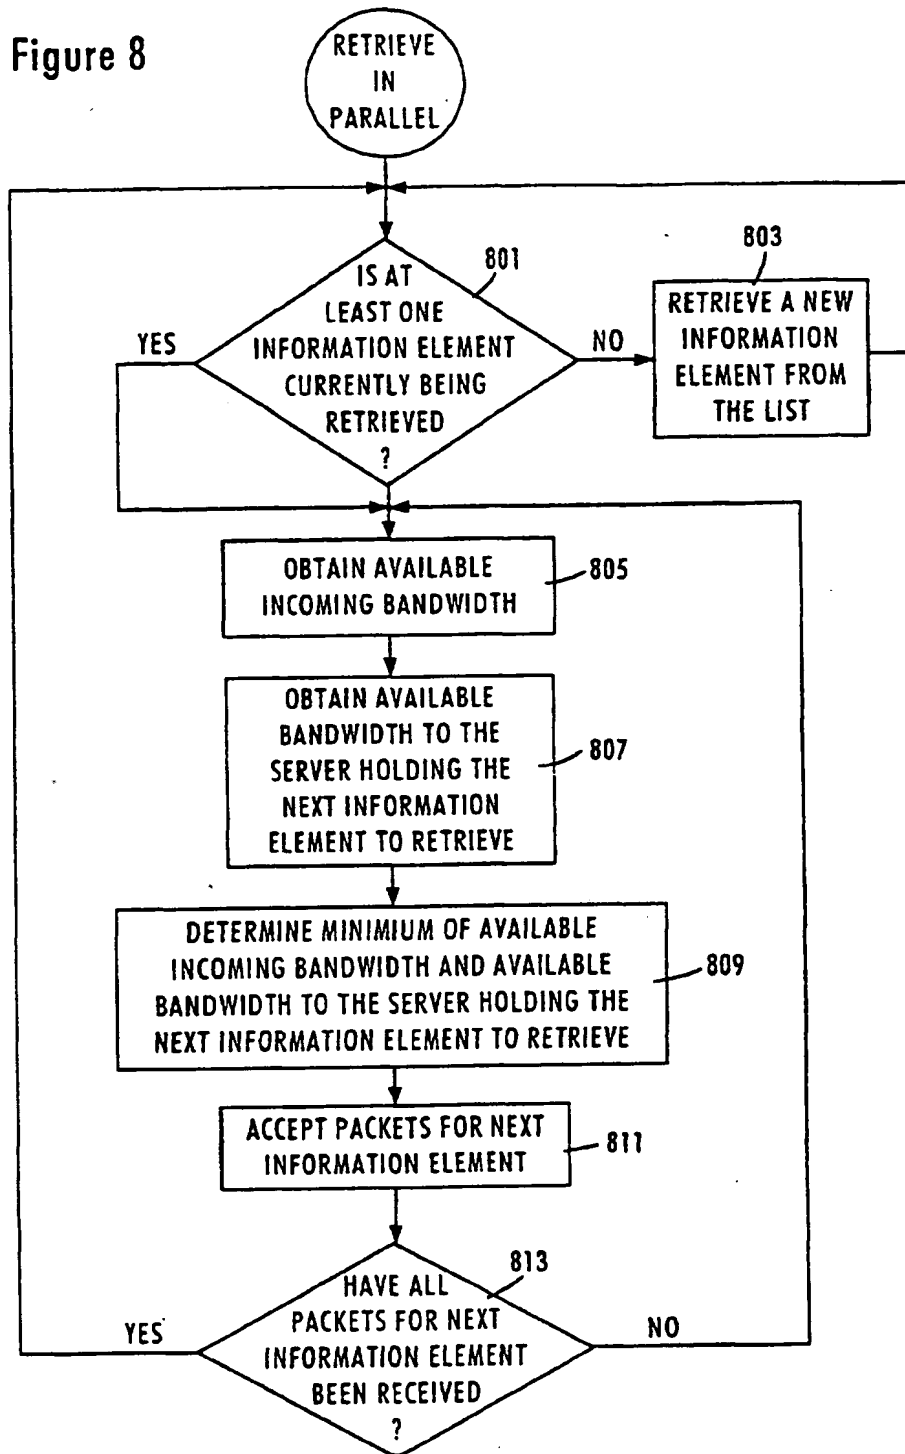 Figure 8
RETRIEVE
IN
PARALLEL
801
IS AT
LEAST ONE
INFORMATION ELEMENT
CURRENTLY BEING
RETRIEVED
?
YES
NO
803
RETRIEVE A NEW
INFORMATION
ELEMENT FROM
THE LIST
OBTAIN AVAILABLE
INCOMING BANDWIDTH
805
OBTAIN AVAILABLE
BANDWIDTH TO THE
SERVER HOLDING THE
NEXT INFORMATION
ELEMENT TO RETRIEVE
807
DETERMINE MINIMIUM OF AVAILABLE
INCOMING BANDWIDTH AND AVAILABLE
BANDWIDTH TO THE SERVER HOLDING THE
NEXT INFORMATION ELEMENT TO RETRIEVE
809
ACCEPT PACKETS FOR NEXT
INFORMATION ELEMENT
811
813
HAVE ALL
PACKETS FOR NEXT
INFORMATION ELEMENT
BEEN RECEIVED
?
YES
NO